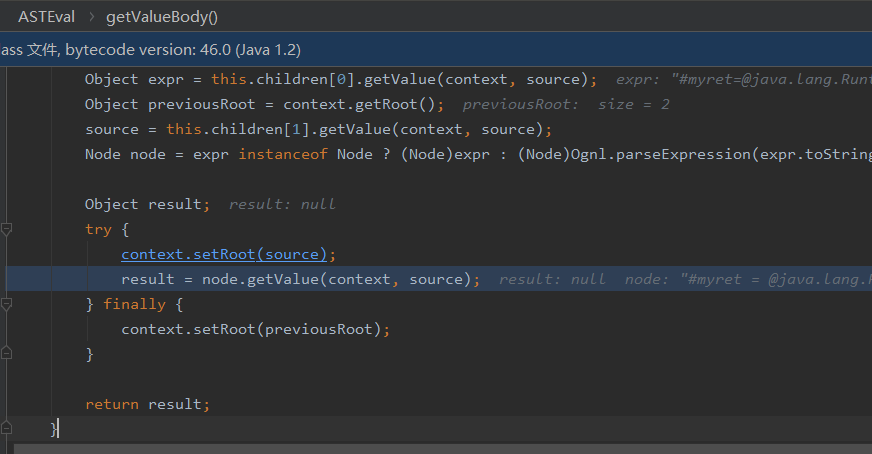 ASTEval > getValueBody()
lass 文件, bytecode version: 46.0 (Java 1.2)
Object expr = this.children[0].getValue(context, source); expr: "#myret=@java.lang.Runt
Object previousRoot = context.getRoot(); previousRoot: size = 2
source = this.children[1].getValue(context, source);
Node node = expr instanceof Node ? (Node)expr : (Node)Ognl.parseExpression(expr.toString
Object result; result: null
try {
context.setRoot(source);
result = node.getValue(context, source); result: null node: "#myret = @java.lang.R
} finally {
context.setRoot(previousRoot);
}
return result;
}